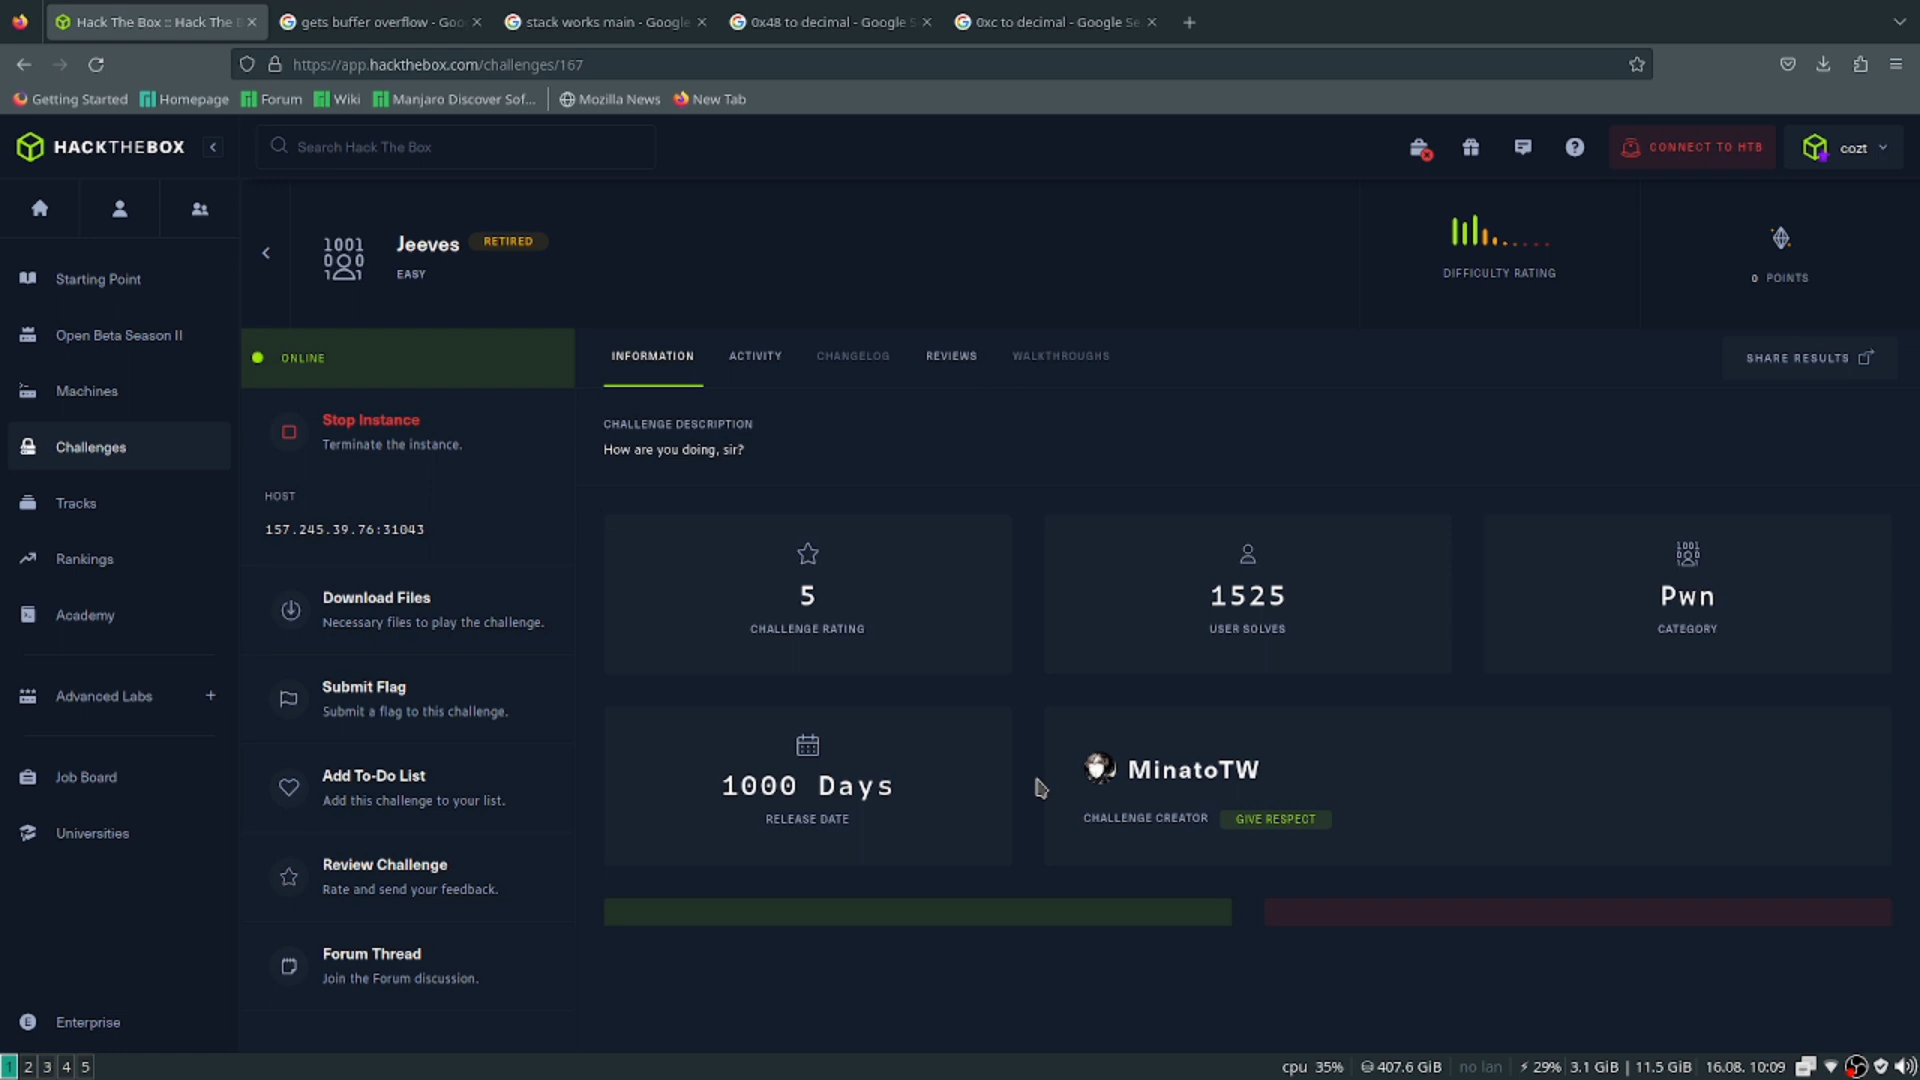 Hack The Box :: Hack The B
gets buffer overflow - Goo
stack works main - Google
0x48 to decimal - Google S
0xc to decimal - Google Se
https://app.hackthebox.com/challenges/167
Getting Started
Homepage
Forum
Wiki
Manjaro Discover Sof...
Mozilla News
New Tab
HACKTHEBOX
Search Hack The Box
CONNECT TO HTB
cozt
Starting Point
Open Beta Season II
Machines
Challenges
Tracks
Rankings
Academy
Advanced Labs +
Job Board
Universities
Enterprise
1001
Jeeves RETIRED
EASY
DIFFICULTY RATING
0 POINTS
ONLINE
INFORMATION ACTIVITY CHANGELOG REVIEWS WALKTHROUGHS
SHARE RESULTS
Stop Instance
Terminate the instance.
HOST
157.245.39.76:31043
Download Files
Necessary files to play the challenge.
Submit Flag
Submit a flag to this challenge.
Add To-Do List
Add this challenge to your list.
Review Challenge
Rate and send your feedback.
Forum Thread
Join the Forum discussion.
CHALLENGE DESCRIPTION
How are you doing, sir?
5
CHALLENGE RATING
1525
USER SOLVES
1001
Pwn
CATEGORY
1000 Days
RELEASE DATE
MinatoTW
CHALLENGE CREATOR GIVE RESPECT
1 2 3 4 5
cpu 35% 407.6 GiB no lan 29% 3.1 GiB | 11.5 GiB 16.08. 10:09